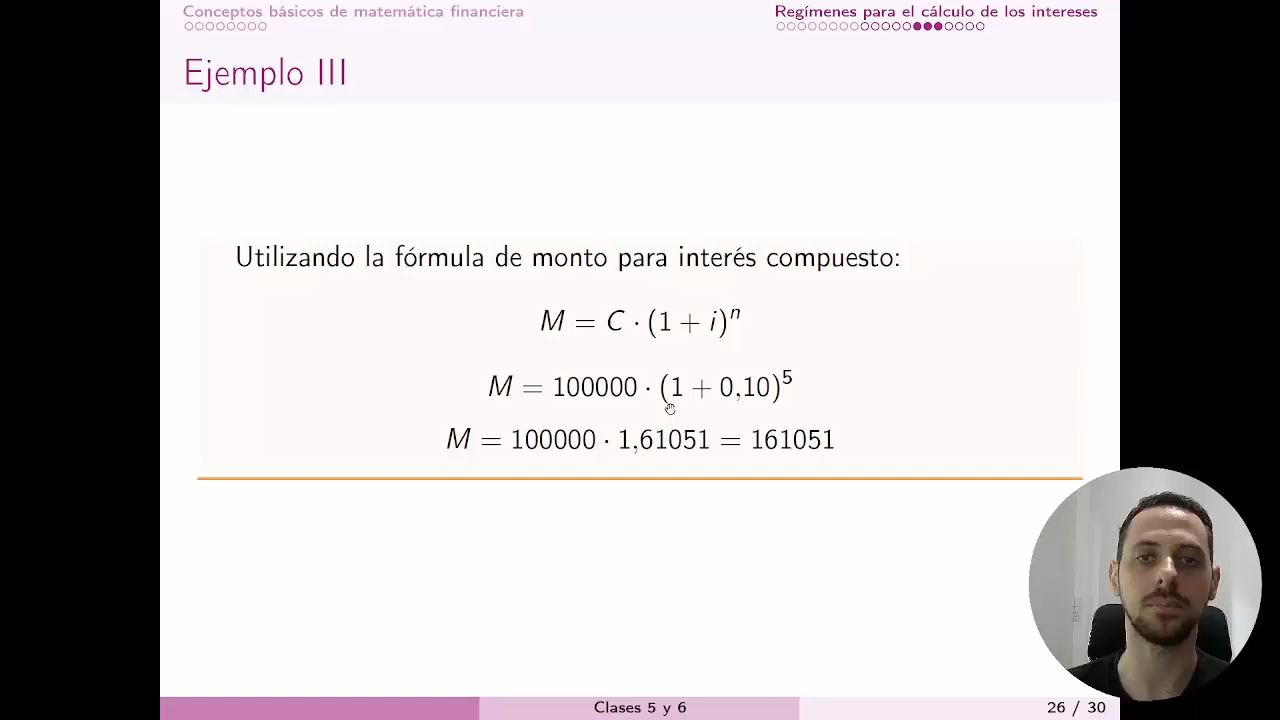 Conceptos básicos de matemática financiera
Regímenes para el cálculo de los intereses
Ejemplo III
Utilizando la fórmula de monto para interés compuesto:
M = C · (1 + i)ⁿ
M = 100000 · (1 + 0,10)⁵
M = 100000 · 1,61051 = 161051
Clases 5 y 6
26 / 30